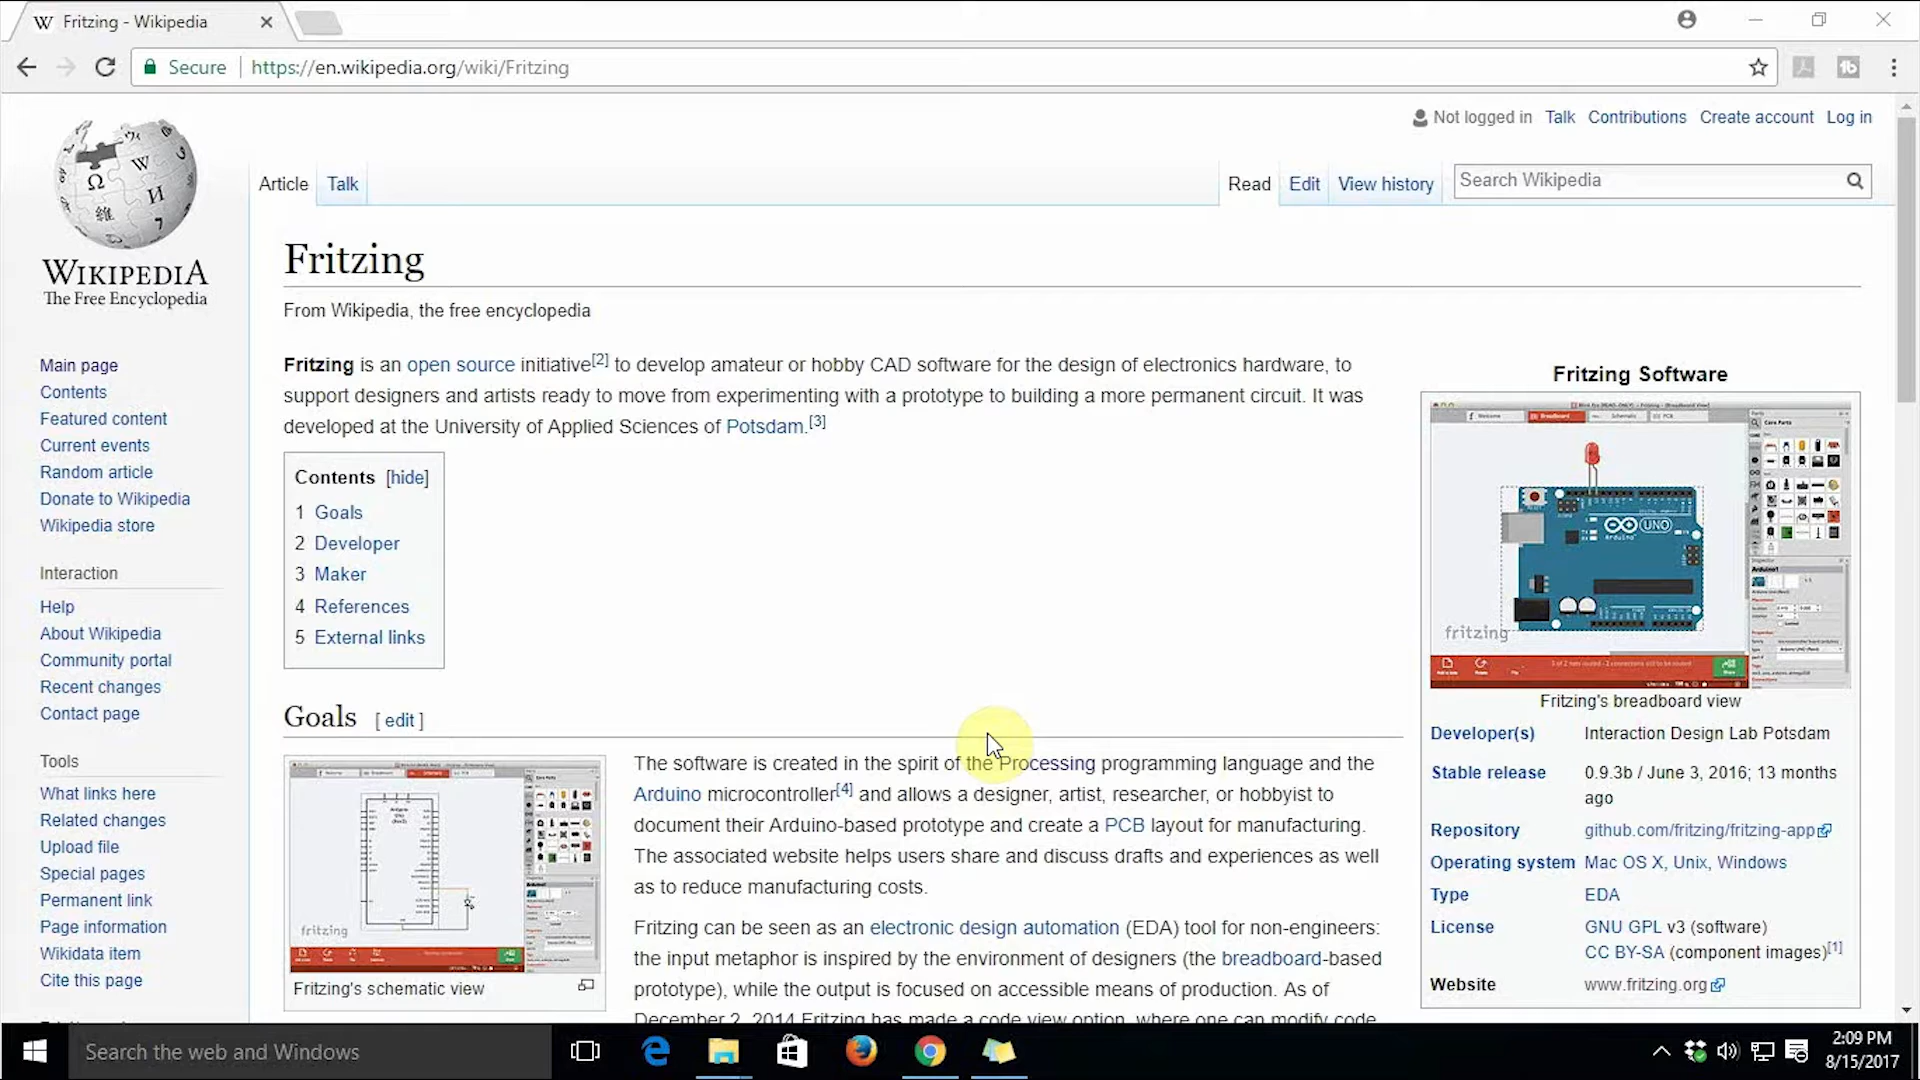 Fritzing - Wikipedia
Secure https://en.wikipedia.org/wiki/Fritzing
Not logged in Talk Contributions Create account Log in
Article Talk Read Edit View history Search Wikipedia
WIKIPEDIA
The Free Encyclopedia
Main page
Contents
Featured content
Current events
Random article
Donate to Wikipedia
Wikipedia store
Interaction
Help
About Wikipedia
Community portal
Recent changes
Contact page
Tools
What links here
Related changes
Upload file
Special pages
Permanent link
Page information
Wikidata item
Cite this page
Fritzing
From Wikipedia, the free encyclopedia
Fritzing is an open source initiative[2] to develop amateur or hobby CAD software for the design of electronics hardware, to
support designers and artists ready to move from experimenting with a prototype to building a more permanent circuit. It was
developed at the University of Applied Sciences of Potsdam.[3]
Contents [hide]
1 Goals
2 Developer
3 Maker
4 References
5 External links
Goals [ edit ]
fritzing
Fritzing's schematic view
The software is created in the spirit of the Processing programming language and the
Arduino microcontroller[4] and allows a designer, artist, researcher, or hobbyist to
document their Arduino-based prototype and create a PCB layout for manufacturing.
The associated website helps users share and discuss drafts and experiences as well
as to reduce manufacturing costs.
Fritzing can be seen as an electronic design automation (EDA) tool for non-engineers:
the input metaphor is inspired by the environment of designers (the breadboard-based
prototype), while the output is focused on accessible means of production. As of
December 2, 2014 Fritzing has made a code view option, where one can modify code
Fritzing Software
UNO
Arduino
fritzing
Fritzing's breadboard view
Developer(s) Interaction Design Lab Potsdam
Stable release 0.9.3b / June 3, 2016; 13 months
ago
Repository github.com/fritzing/fritzing-app
Operating system Mac OS X, Unix, Windows
Type EDA
License GNU GPL v3 (software)
CC BY-SA (component images)[1]
Website www.fritzing.org
Search the web and Windows
2:09 PM
8/15/2017